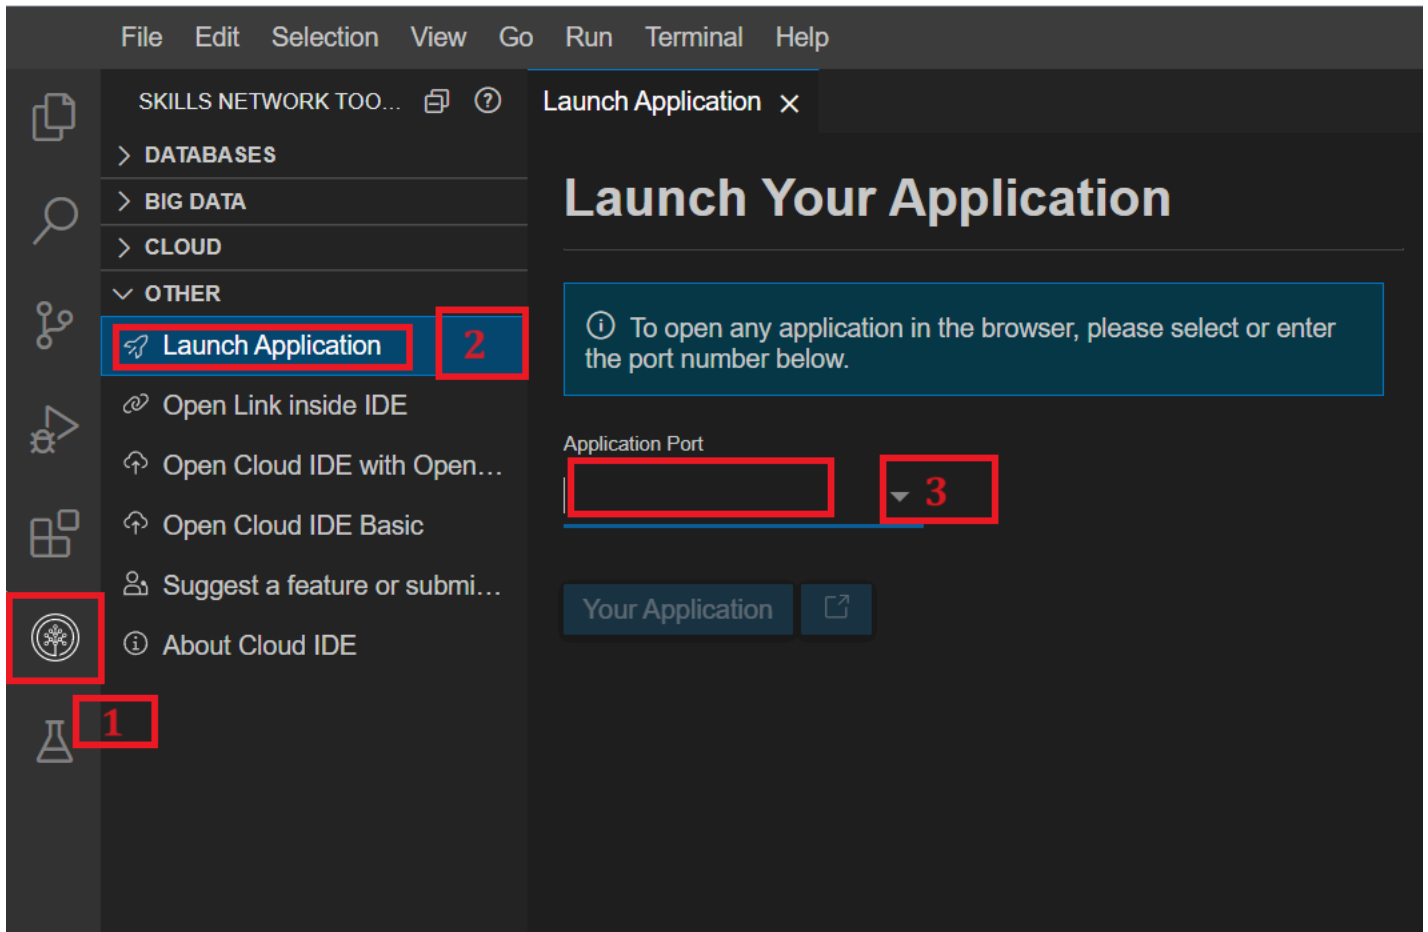 File Edit Selection View Go Run Terminal Help
SKILLS NETWORK TOO...
Launch Application
DATABASES
BIG DATA
CLOUD
OTHER
Launch Application
2
Open Link inside IDE
Open Cloud IDE with Open...
Open Cloud IDE Basic
Suggest a feature or submi...
About Cloud IDE
1
Launch Your Application
To open any application in the browser, please select or enter
the port number below.
Application Port
3
Your Application